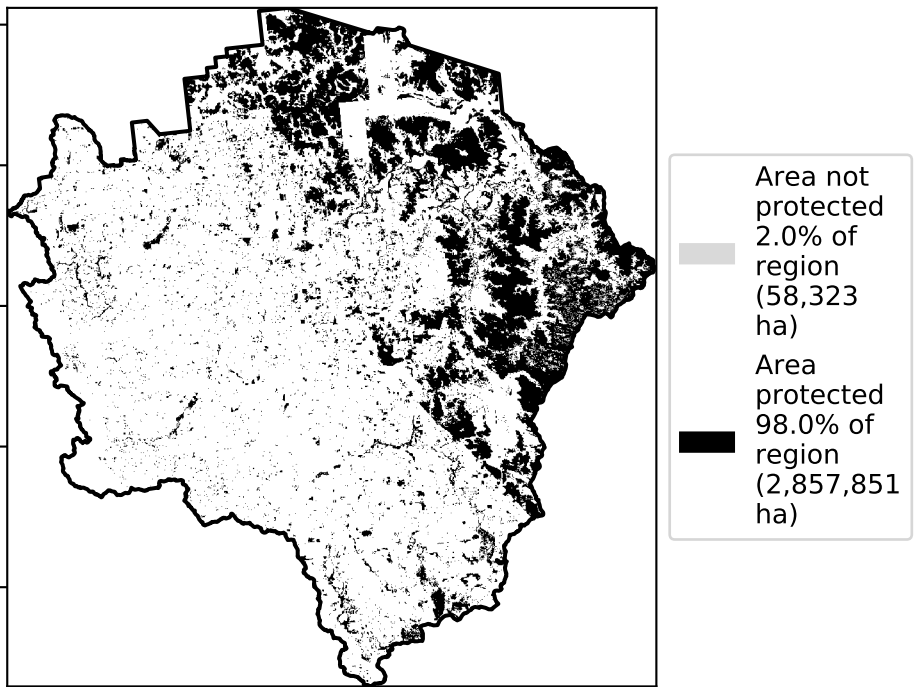 Area not
protected
2.0% of
region
(58,323
ha)
Area
protected
98.0% of
region
(2,857,851
ha)